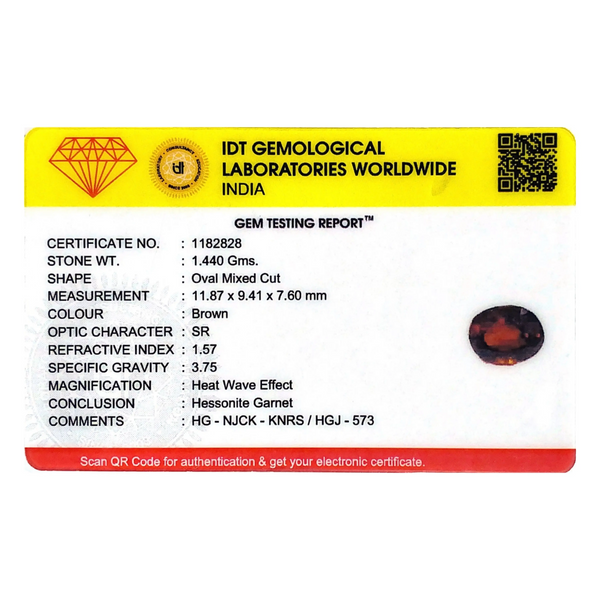 IDT GEMOLOGICAL
LABORATORIES WORLDWIDE
INDIA
GEM TESTING REPORT™
CERTIFICATE NO. : 1182828
STONE WT. : 1.440 Gms.
SHAPE : Oval Mixed Cut
MEASUREMENT : 11.87 x 9.41 x 7.60 mm
COLOUR : Brown
OPTIC CHARACTER : SR
REFRACTIVE INDEX : 1.57
SPECIFIC GRAVITY : 3.75
MAGNIFICATION : Heat Wave Effect
CONCLUSION : Hessonite Garnet
COMMENTS : HG - NJCK - KNRS / HGJ - 573
Scan QR Code for authentication & get your electronic certificate.